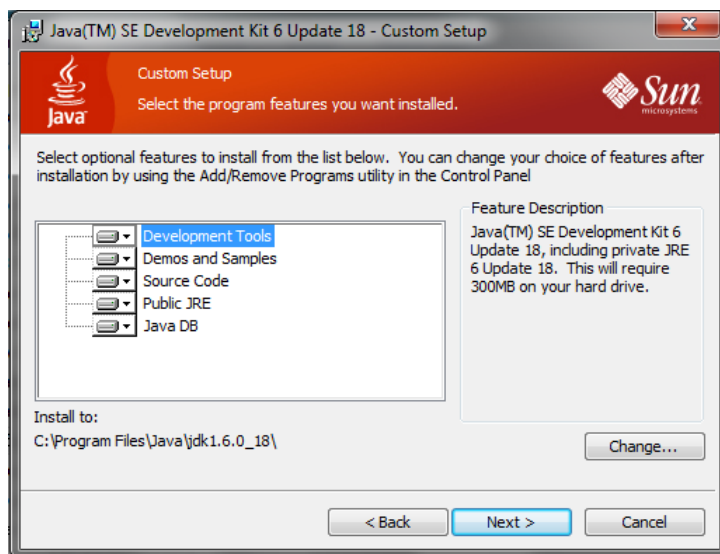 Java(TM) SE Development Kit 6 Update 18 - Custom Setup
Custom Setup
Select the program features you want installed.
Java
Sun
microsystems
Select optional features to install from the list below. You can change your choice of features after
installation by using the Add/Remove Programs utility in the Control Panel
Development Tools
Demos and Samples
Source Code
Public JRE
Java DB
Feature Description
Java(TM) SE Development Kit 6
Update 18, including private JRE
6 Update 18. This will require
300MB on your hard drive.
Install to:
C:\Program Files\Java\jdk1.6.0_18\
Change...
< Back
Next >
Cancel